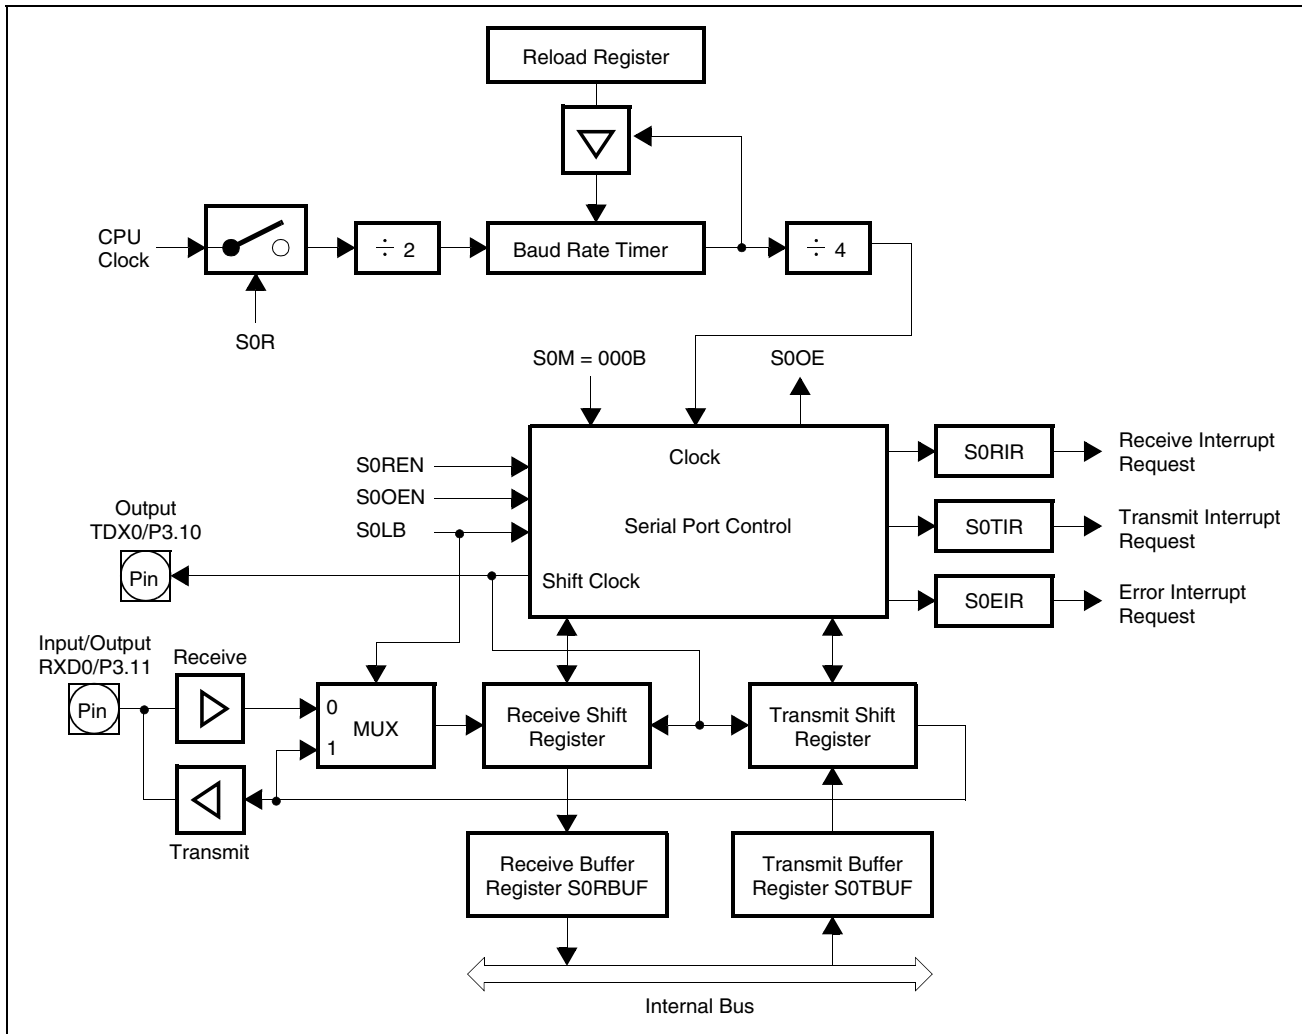 Reload Register
CPU
Clock
÷ 2
Baud Rate Timer
÷ 4
S0R
S0M = 000B
S0OE
Clock
S0REN
S0OEN
S0LB
Serial Port Control
Shift Clock
S0RIR
Receive Interrupt
Request
S0TIR
Transmit Interrupt
Request
S0EIR
Error Interrupt
Request
Output
TDX0/P3.10
Pin
Input/Output
RXD0/P3.11
Pin
Receive
0
MUX
1
Receive Shift
Register
Transmit Shift
Register
Transmit
Receive Buffer
Register S0RBUF
Transmit Buffer
Register S0TBUF
Internal Bus